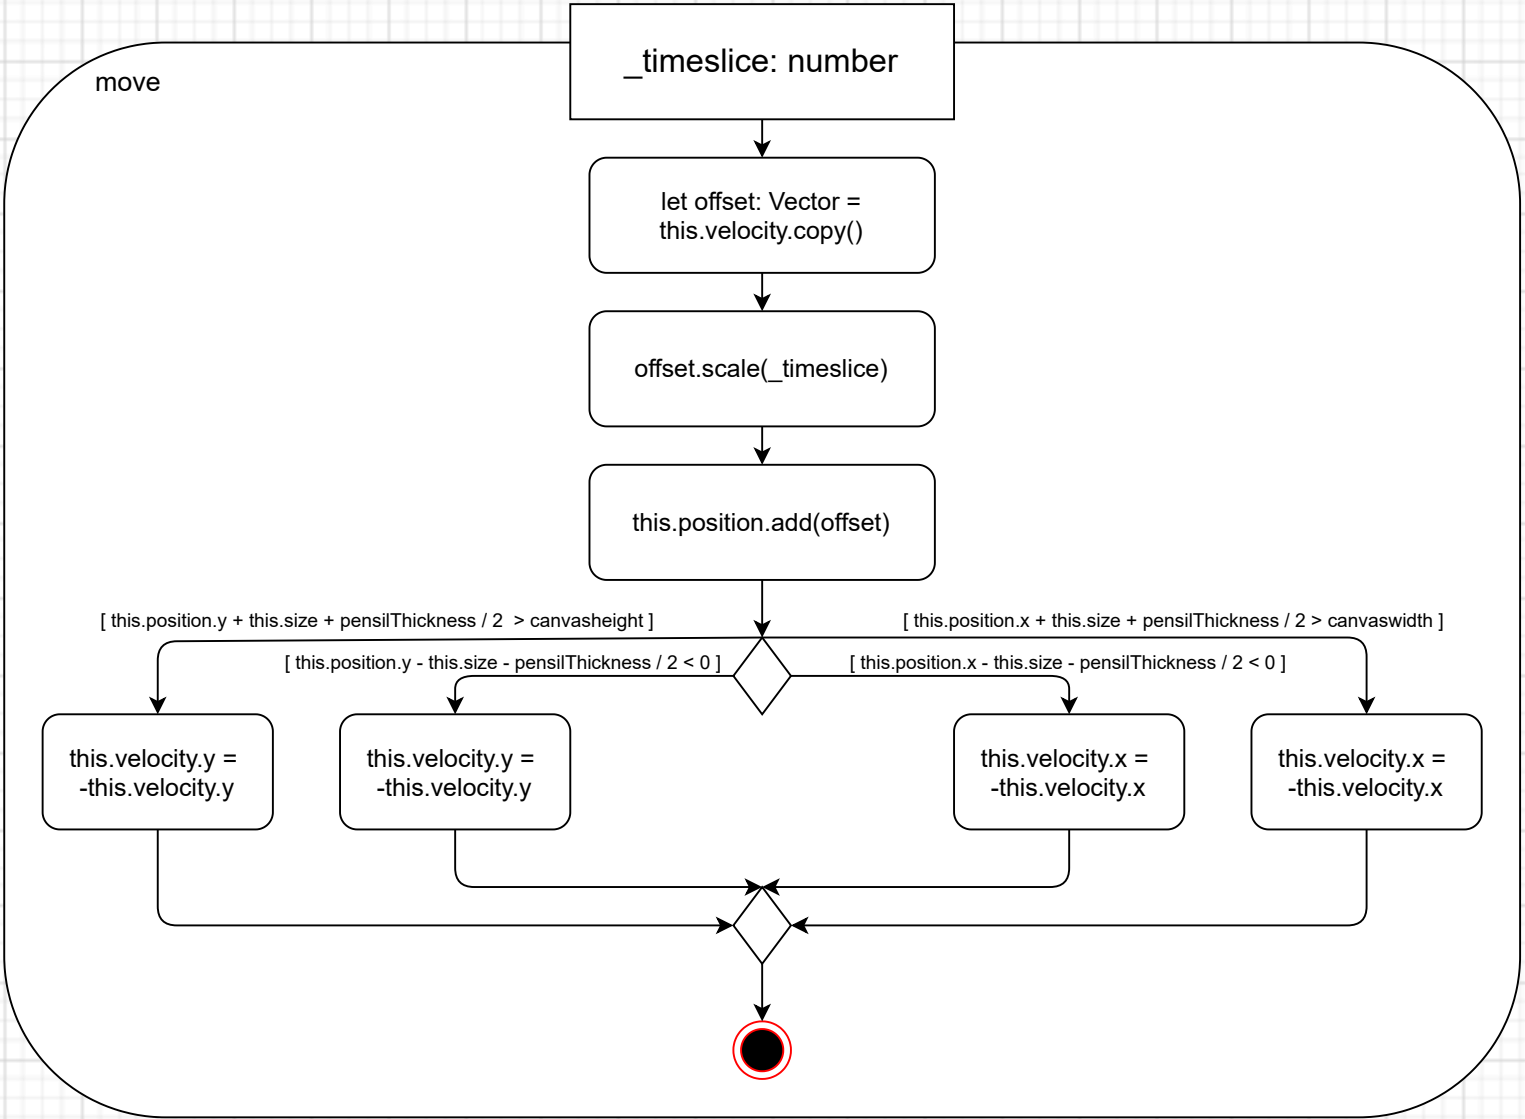 _timeslice: number
move
let offset: Vector =
this.velocity.copy()
offset.scale(_timeslice)
this.position.add(offset)
[ this.position.y + this.size + pensilThickness / 2  > canvasheight ]
[ this.position.x + this.size + pensilThickness / 2 > canvaswidth ]
[ this.position.y - this.size - pensilThickness / 2 < 0 ]
[ this.position.x - this.size - pensilThickness / 2 < 0 ]
this.velocity.y =
-this.velocity.y
this.velocity.y =
-this.velocity.y
this.velocity.x =
-this.velocity.x
this.velocity.x =
-this.velocity.x